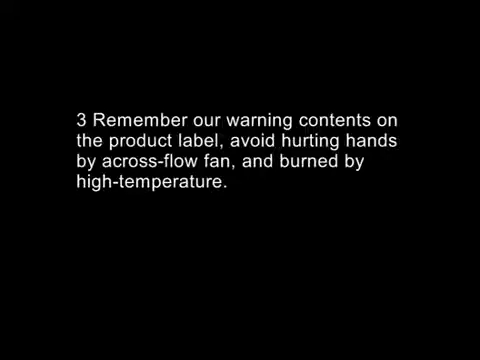 3 Remember our warning contents on
the product label, avoid hurting hands
by across-flow fan, and burned by
high-temperature.